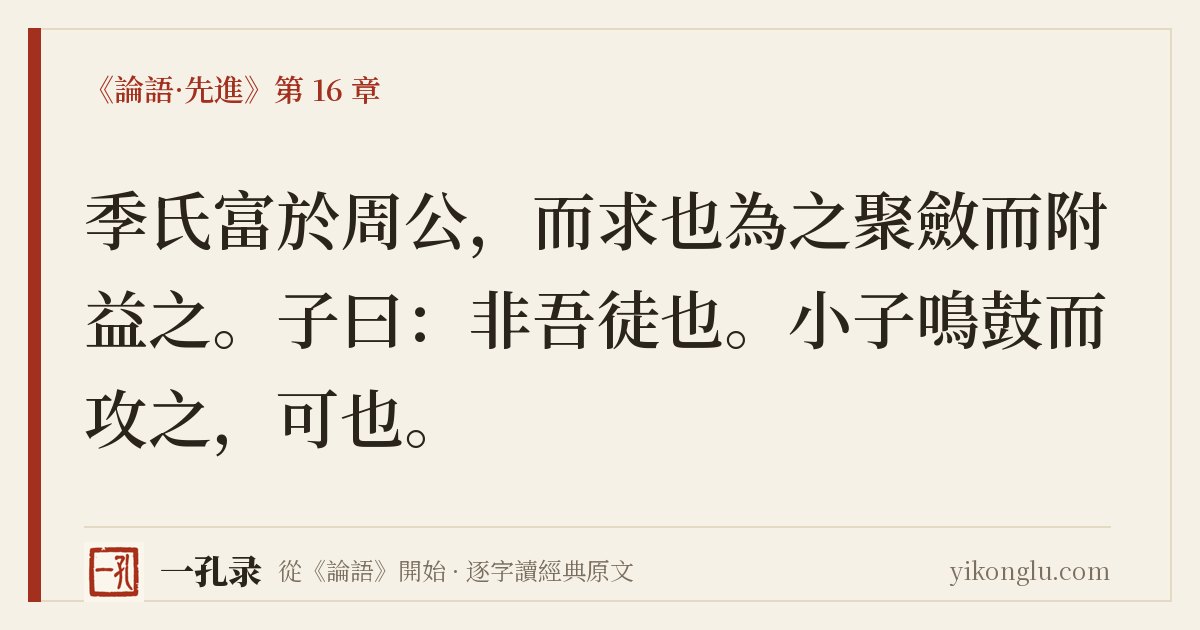 《論語·先進》第 16 章
季氏富於周公，而求也為之聚斂而附
益之。子曰：非吾徒也。小子鳴鼓而
攻之，可也。
一孔
一孔录 從《論語》開始 · 逐字讀經典原文 yikonglu.com